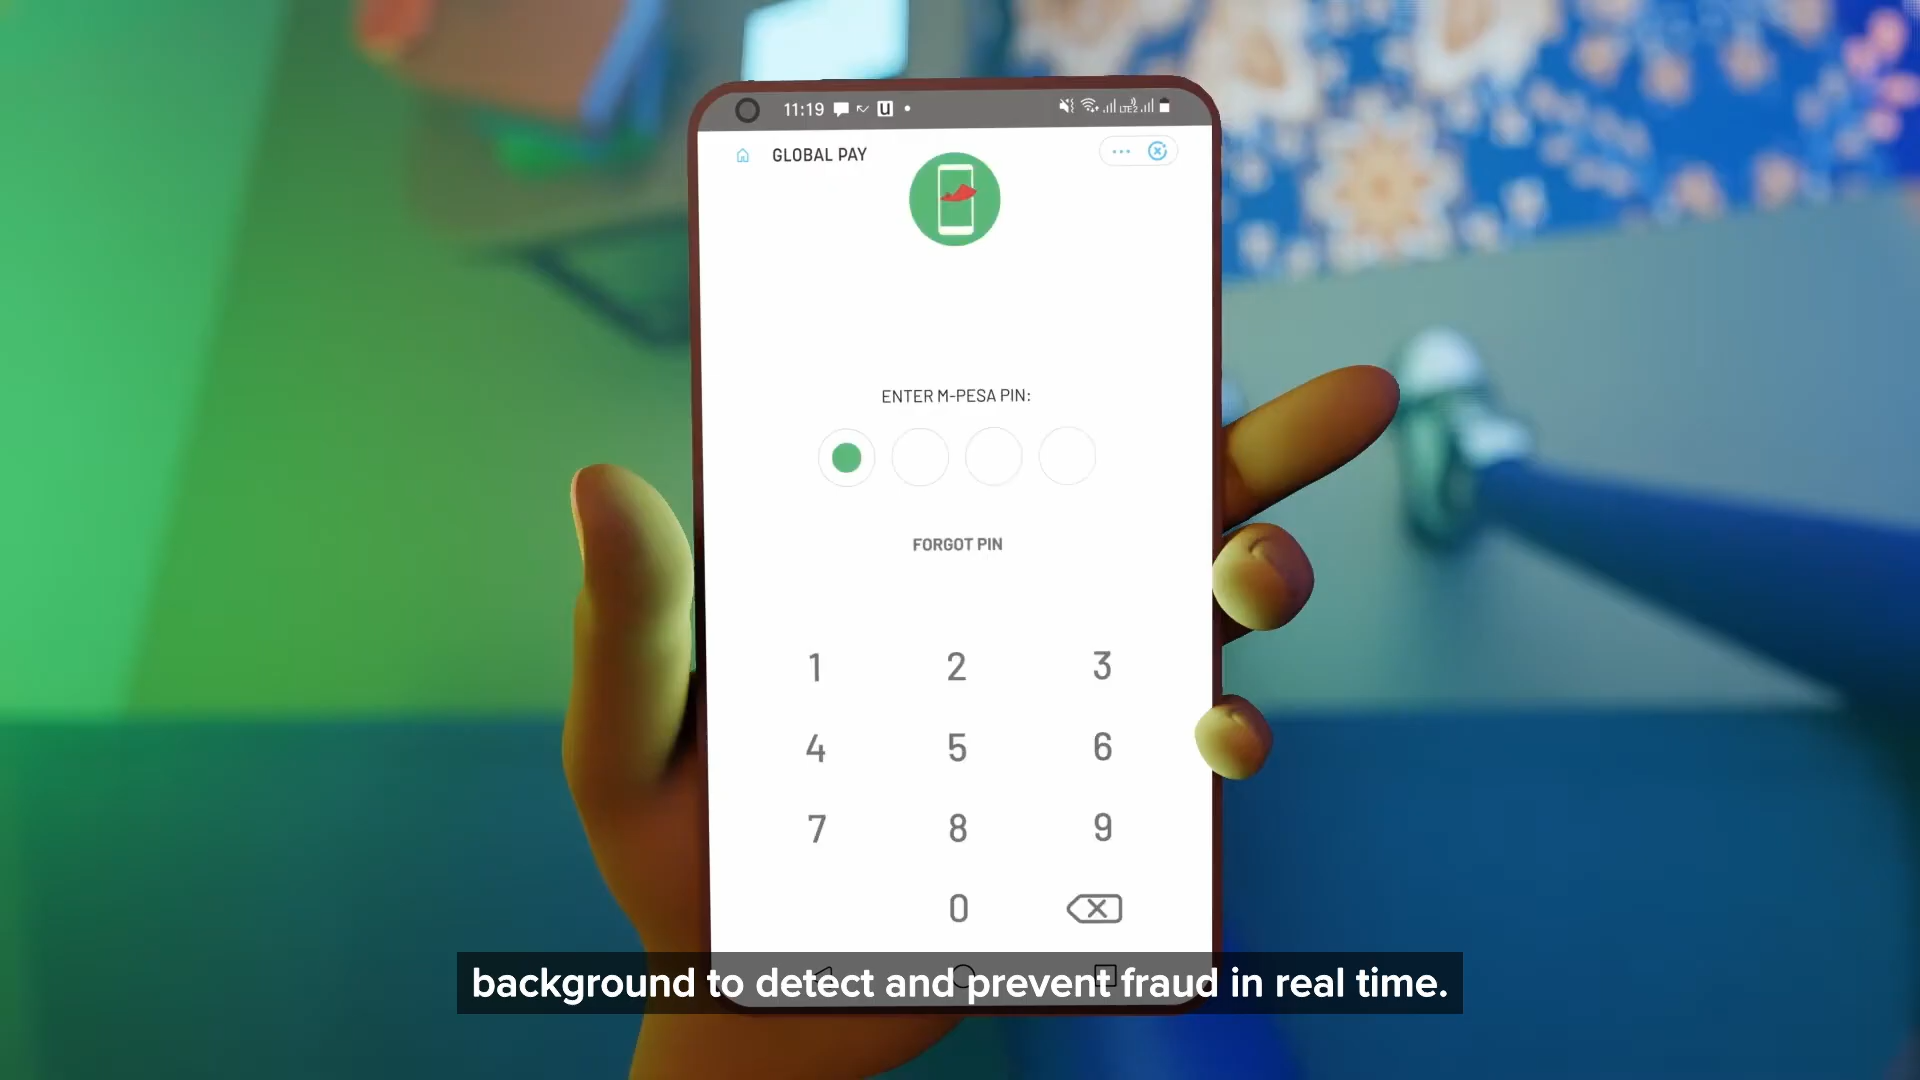 11:19
GLOBAL PAY
ENTER M-PESA PIN:
FORGOT PIN
1 2 3
4 5 6
7 8 9
0
background to detect and prevent fraud in real time.